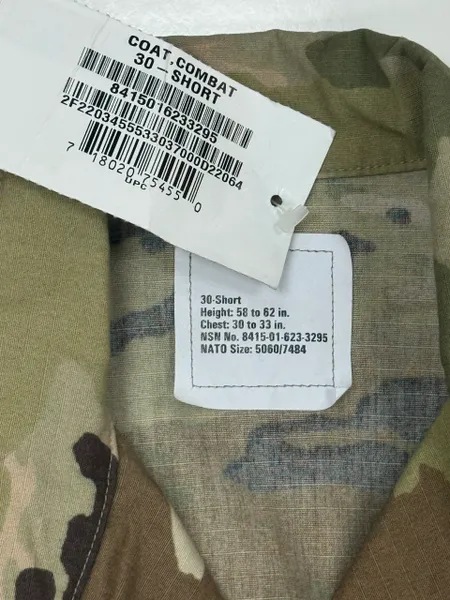 COAT,COMBAT
30 - SHORT
8415016233295
2F2203455533037000D22064
7 18020 75455 0
UPC
30-Short
Height: 58 to 62 in.
Chest: 30 to 33 in.
NSN No. 8415-01-623-3295
NATO Size: 5060/7484